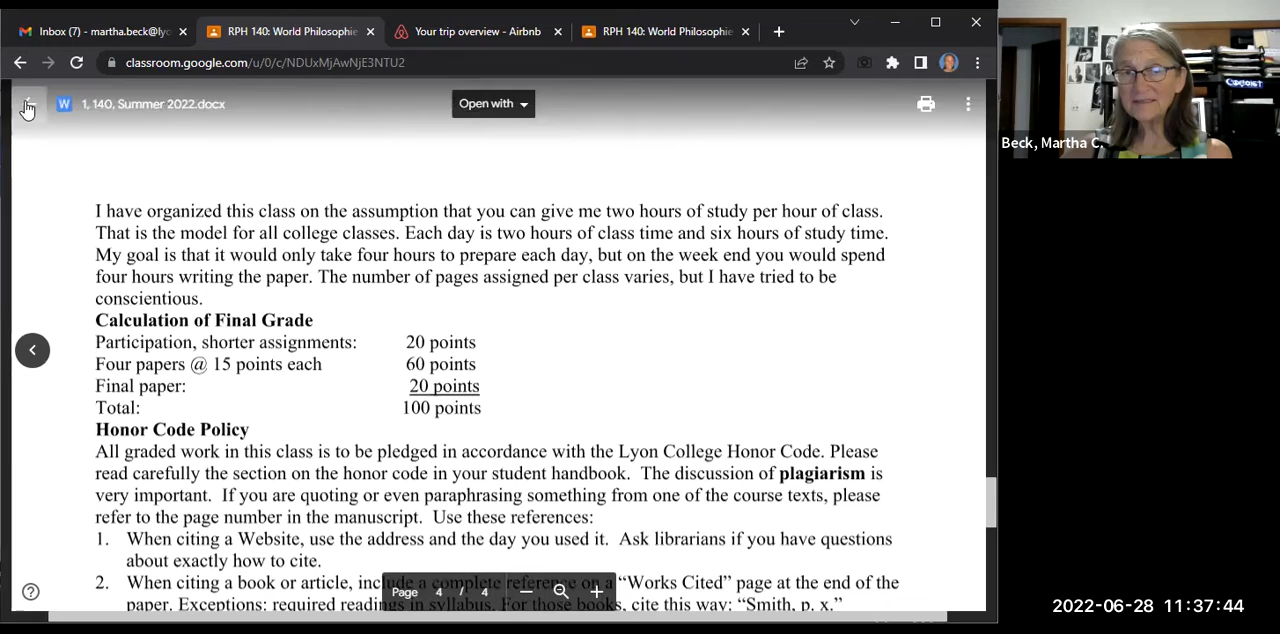 Inbox (7) - martha.beck@lyo
RPH 140: World Philosophie
Your trip overview - Airbnb
RPH 140: World Philosophie
classroom.google.com/u/0/c/NDUxMjAwNjE3NTU2
W 1, 140, Summer 2022.docx
Open with
Beck, Martha C.
I have organized this class on the assumption that you can give me two hours of study per hour of class.
That is the model for all college classes. Each day is two hours of class time and six hours of study time.
My goal is that it would only take four hours to prepare each day, but on the week end you would spend
four hours writing the paper. The number of pages assigned per class varies, but I have tried to be
conscientious.
Calculation of Final Grade
Participation, shorter assignments: 20 points
Four papers @ 15 points each 60 points
Final paper: 20 points
Total: 100 points
Honor Code Policy
All graded work in this class is to be pledged in accordance with the Lyon College Honor Code. Please
read carefully the section on the honor code in your student handbook. The discussion of plagiarism is
very important. If you are quoting or even paraphrasing something from one of the course texts, please
refer to the page number in the manuscript. Use these references:
1. When citing a Website, use the address and the day you used it. Ask librarians if you have questions
about exactly how to cite.
2. When citing a book or article, include a complete reference on a “Works Cited” page at the end of the
paper. Exceptions: required readings in syllabus. For those books, cite this way: “Smith, p. x.”
Page 4 / 4
2022-06-28 11:37:44